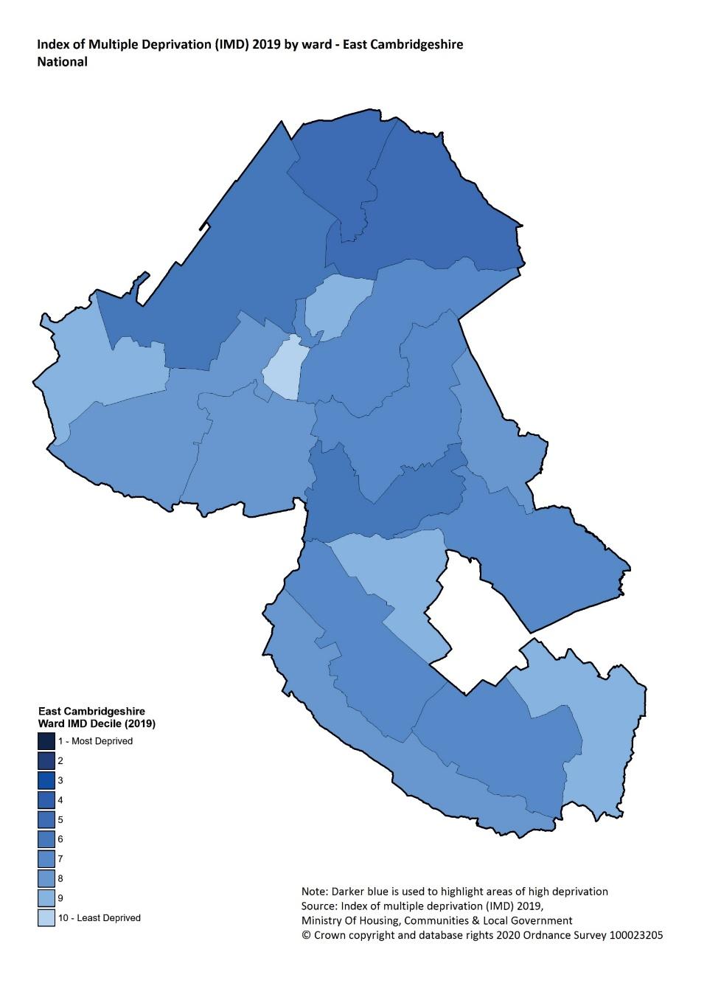 Index of Multiple Deprivation (IMD) 2019 by ward - East Cambridgeshire
National
East Cambridgeshire
Ward IMD Decile (2019)
1 - Most Deprived
2
3
4
5
6
7
8
9
10 - Least Deprived
Note: Darker blue is used to highlight areas of high deprivation
Source: Index of multiple deprivation (IMD) 2019,
Ministry Of Housing, Communities & Local Government
© Crown copyright and database rights 2020 Ordnance Survey 100023205